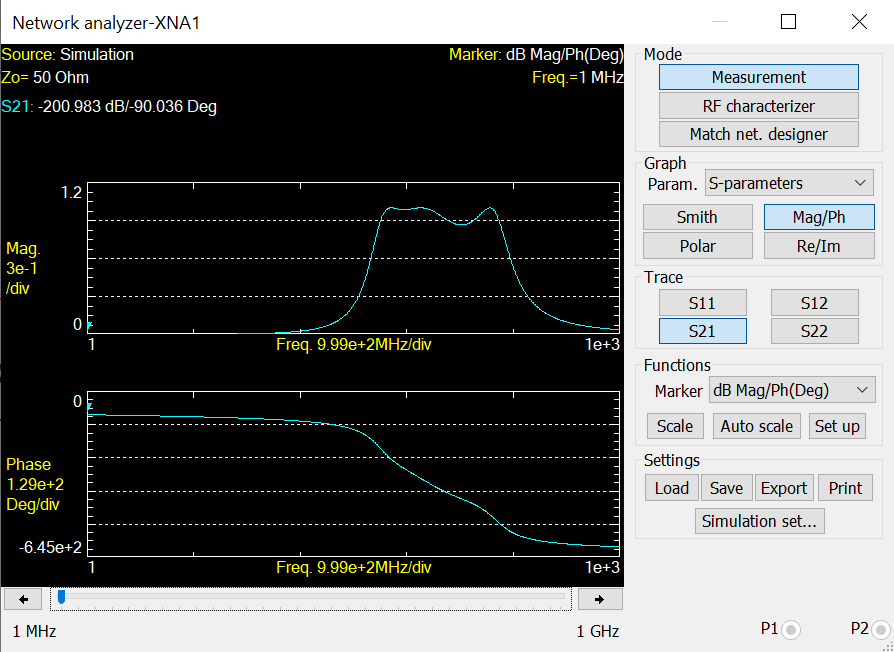 Network analyzer-XNA1
Source: Simulation
Marker: dB Mag/Ph(Deg)
Zo= 50 Ohm
Freq.=1 MHz
S21: -200.983 dB/-90.036 Deg
1.2
Mag.
3e-1
/div
0
1
Freq. 9.99e+2MHz/div
1e+3
0
Phase
1.29e+2
Deg/div
-6.45e+2
1
Freq. 9.99e+2MHz/div
1e+3
1 MHz
1 GHz
Mode
Measurement
RF characterizer
Match net. designer
Graph
Param. S-parameters
Smith
Mag/Ph
Polar
Re/Im
Trace
S11
S12
S21
S22
Functions
Marker dB Mag/Ph(Deg)
Scale
Auto scale
Set up
Settings
Load
Save
Export
Print
Simulation set...
P1
P2